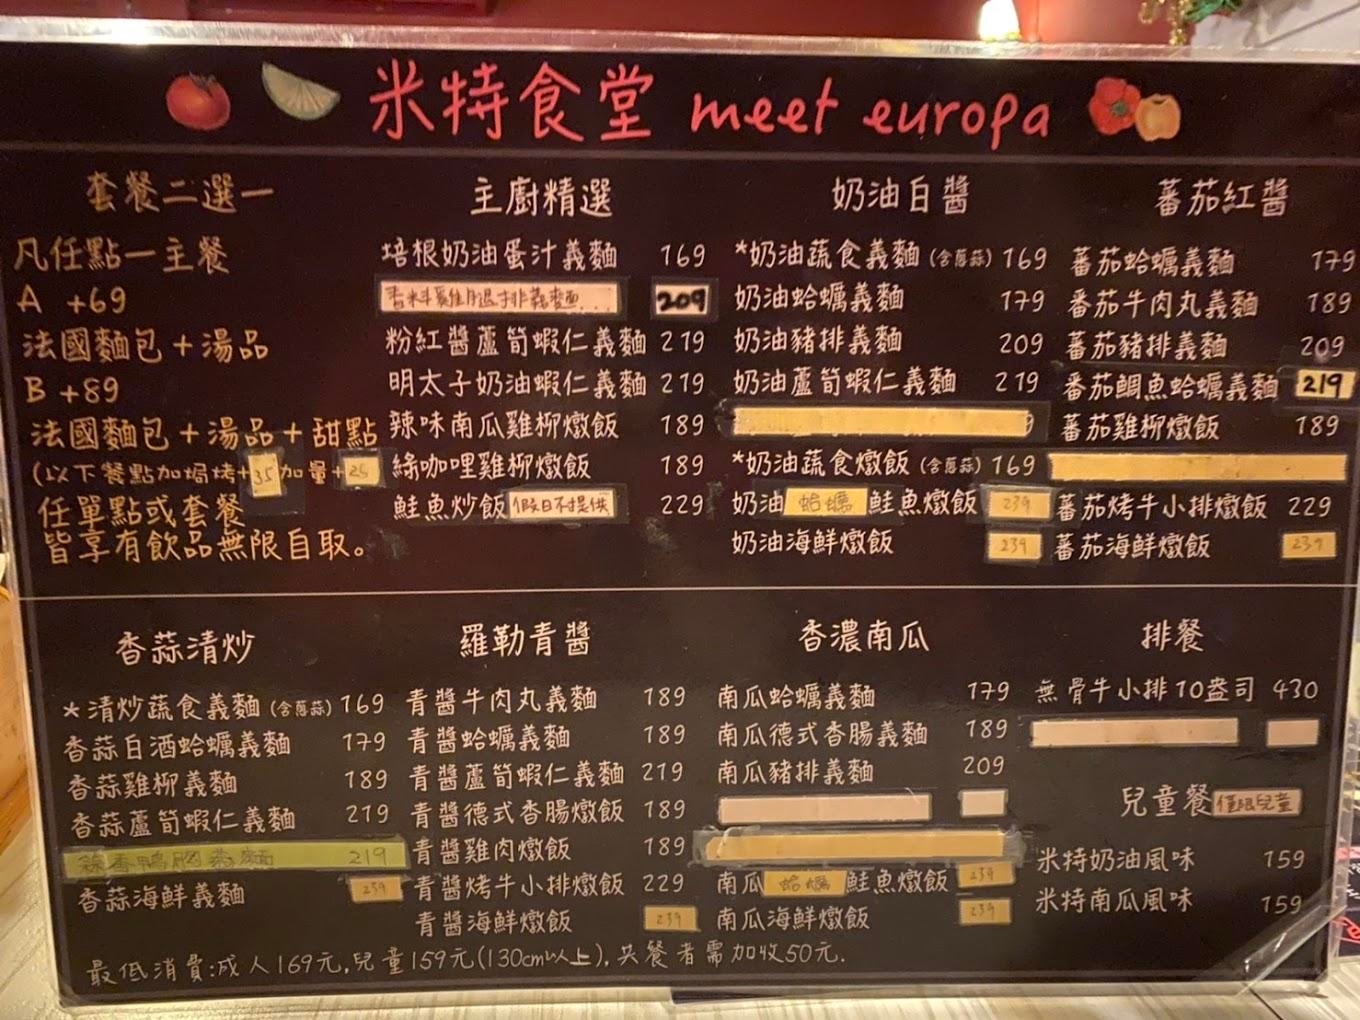 米特食堂 meet europa
套餐二選一
凡任點一主餐
A +69
法國麵包+湯品
B +89
法國麵包+湯品+甜點
(以下餐點加焗烤+35加量+25
任單點或套餐
皆享有飲品無限自取。
主廚精選
培根奶油蛋汁義麵 169
香料雞腿排義麵... 209
粉紅醬蘆筍蝦仁義麵 219
明太子奶油蝦仁義麵 219
辣味南瓜雞柳燉飯 189
綠咖哩雞柳燉飯 189
鮭魚炒飯 假日不提供 229
奶油白醬
*奶油蔬食義麵(含蔥蒜) 169
奶油蛤蠣義麵 179
奶油豬排義麵 209
奶油蘆筍蝦仁義麵 219
*奶油蔬食燉飯(含蔥蒜) 169
奶油蛤蠣鮭魚燉飯 239
奶油海鮮燉飯 239
蕃茄紅醬
蕃茄蛤蠣義麵 179
蕃茄牛肉丸義麵 189
蕃茄豬排義麵 209
蕃茄鯛魚蛤蠣義麵 219
蕃茄雞柳燉飯 189
蕃茄烤牛小排燉飯 229
蕃茄海鮮燉飯 239
香蒜清炒
*清炒蔬食義麵(含蔥蒜) 169
香蒜白酒蛤蠣義麵 179
香蒜雞柳義麵 189
香蒜蘆筍蝦仁義麵 219
蒜香鴨胸義麵 219
香蒜海鮮義麵 239
羅勒青醬
青醬牛肉丸義麵 189
青醬蛤蠣義麵 189
青醬蘆筍蝦仁義麵 219
青醬德式香腸燉飯 189
青醬雞肉燉飯 189
青醬烤牛小排燉飯 229
青醬海鮮燉飯 239
香濃南瓜
南瓜蛤蠣義麵 179
南瓜德式香腸義麵 189
南瓜豬排義麵 209
南瓜蛤蠣鮭魚燉飯 239
南瓜海鮮燉飯 239
排餐
無骨牛小排10盎司 430
兒童餐 僅限兒童
米特奶油風味 159
米特南瓜風味 159
最低消費:成人169元,兒童159元(130cm以上),共餐者需加收50元.